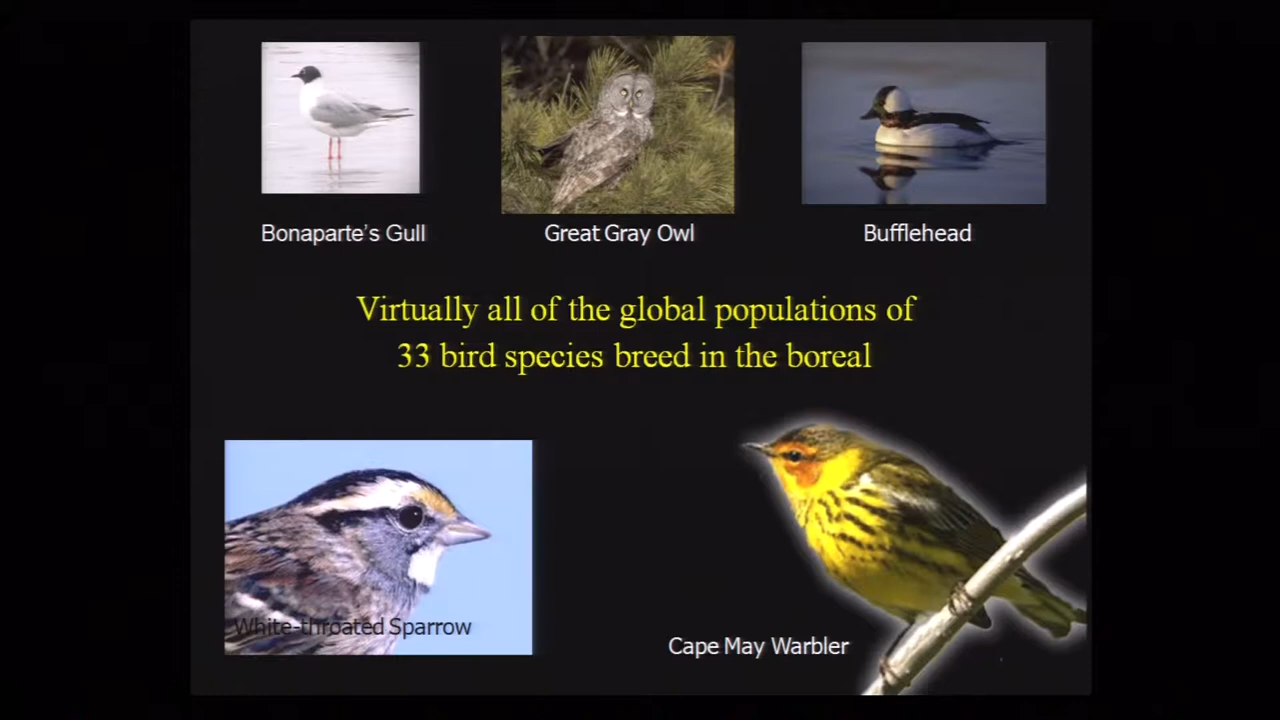 Bonaparte's Gull
Great Gray Owl
Bufflehead
Virtually all of the global populations of
33 bird species breed in the boreal
White-throated Sparrow
Cape May Warbler